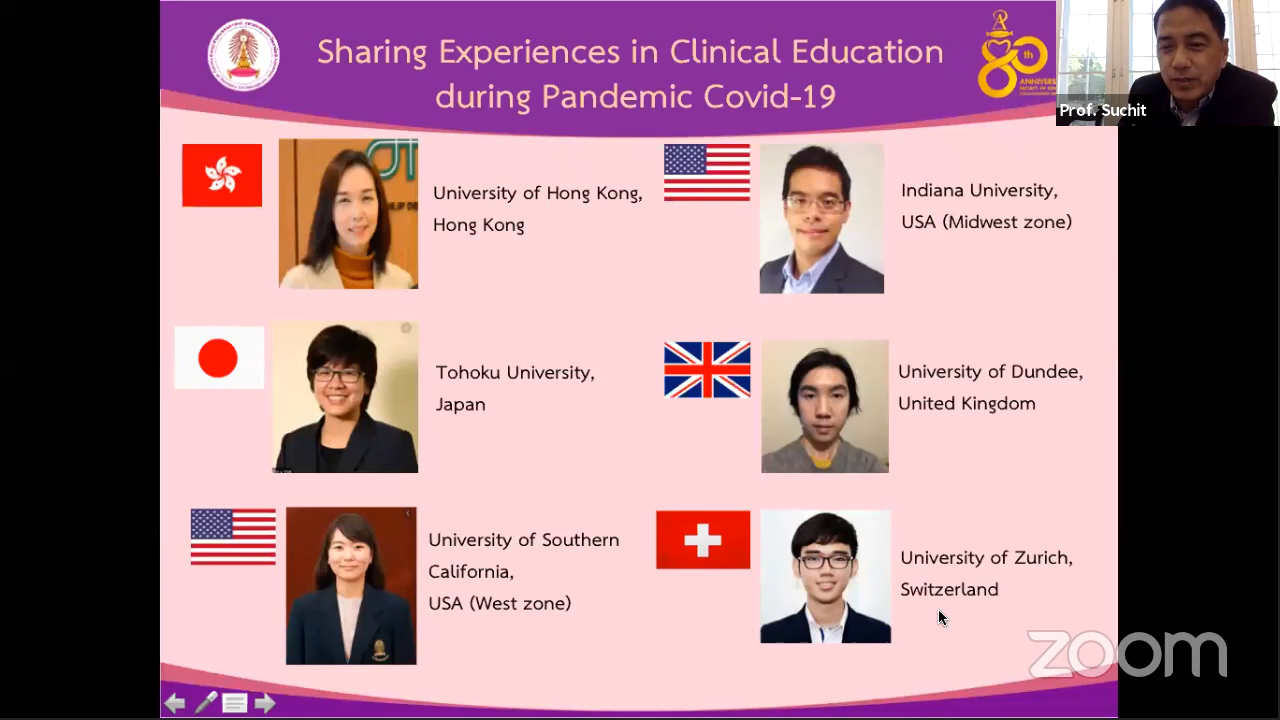 Sharing Experiences in Clinical Education
during Pandemic Covid-19
80th
ANNIVERS
Prof. Suchit
University of Hong Kong,
Hong Kong
Indiana University,
USA (Midwest zone)
Tohoku University,
Japan
University of Dundee,
United Kingdom
University of Southern
California,
USA (West zone)
University of Zurich,
Switzerland
zoom